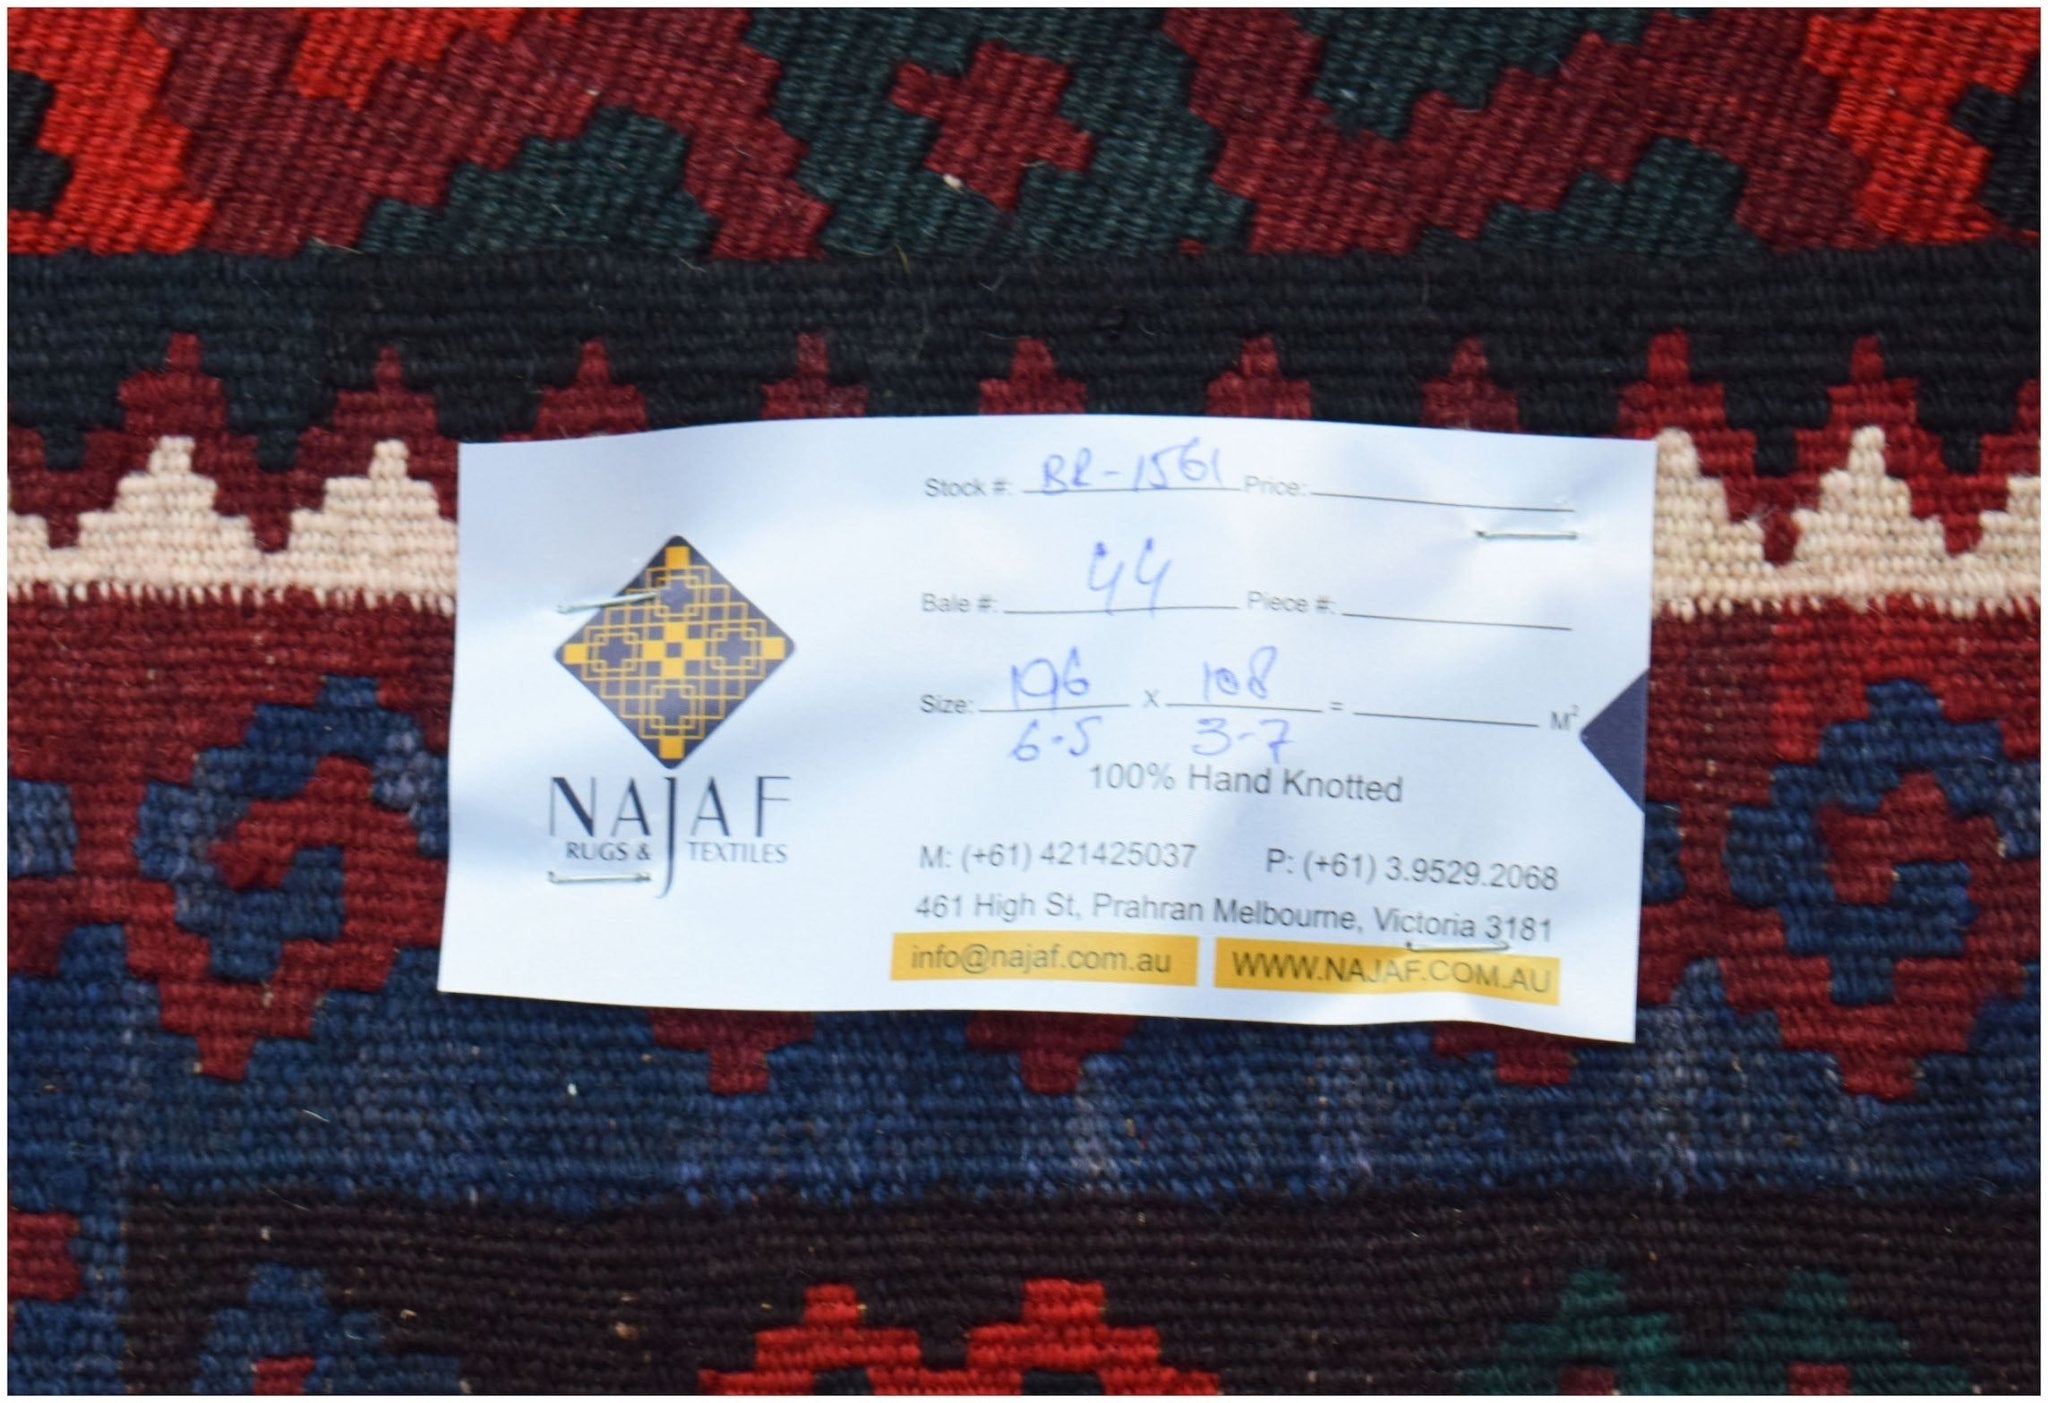 NAJAF
RUGS & TEXTILES
Stock #: BR-1561 Price:
Bale #: 44 Piece #:
Size: 196 x 108 = M²
6-5 3-7
100% Hand Knotted
M: (+61) 421425037 P: (+61) 3.9529.2068
461 High St, Prahran Melbourne, Victoria 3181
info@najaf.com.au WWW.NAJAF.COM.AU